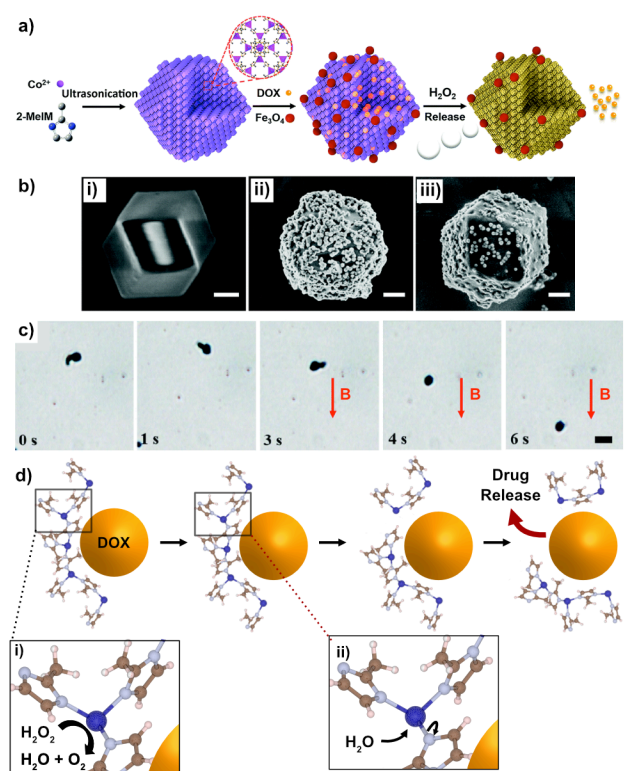 a)
Co²⁺
2-MeIM
Ultrasonication
DOX
Fe₃O₄
H₂O₂
Release
b)
i)
ii)
iii)
c)
0 s
1 s
3 s
B
4 s
B
6 s
B
d)
DOX
Drug
Release
i)
H₂O₂
H₂O + O₂
ii)
H₂O